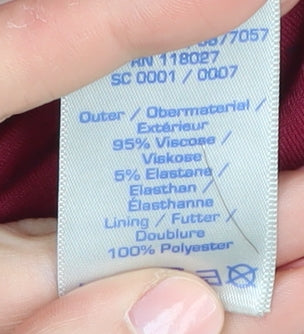 77057
RN 118027
SC 0001 / 0007
Outer / Obermaterial /
Extérieur
95% Viscose /
Viskose
5% Elastane /
Elasthan /
Élasthanne
Lining / Futter /
Doublure
100% Polyester